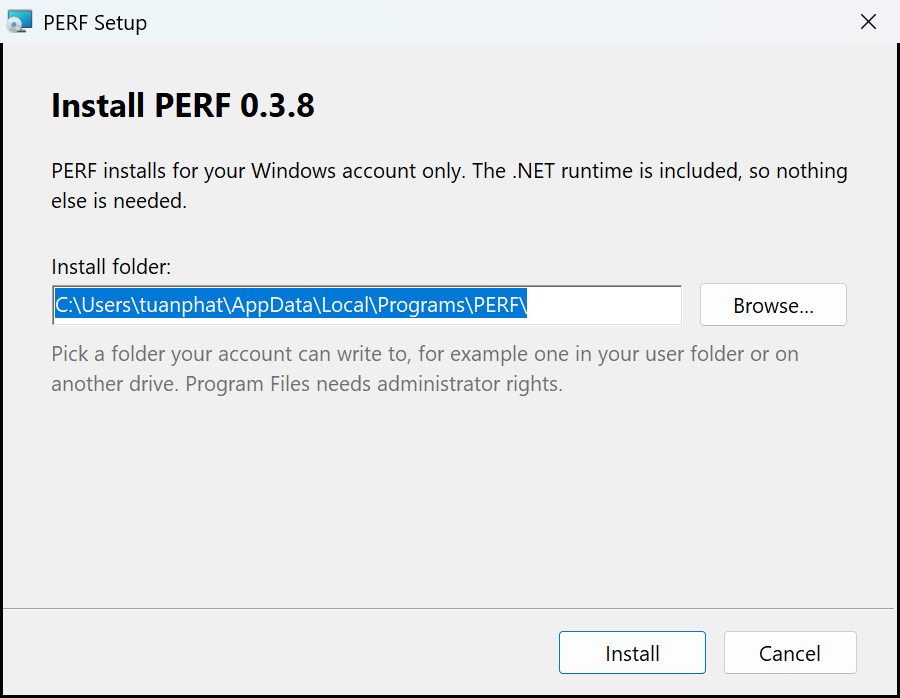 PERF Setup
Install PERF 0.3.8
PERF installs for your Windows account only. The .NET runtime is included, so nothing
else is needed.
Install folder:
C:\Users\tuanphat\AppData\Local\Programs\PERF\
Browse...
Pick a folder your account can write to, for example one in your user folder or on
another drive. Program Files needs administrator rights.
Install
Cancel